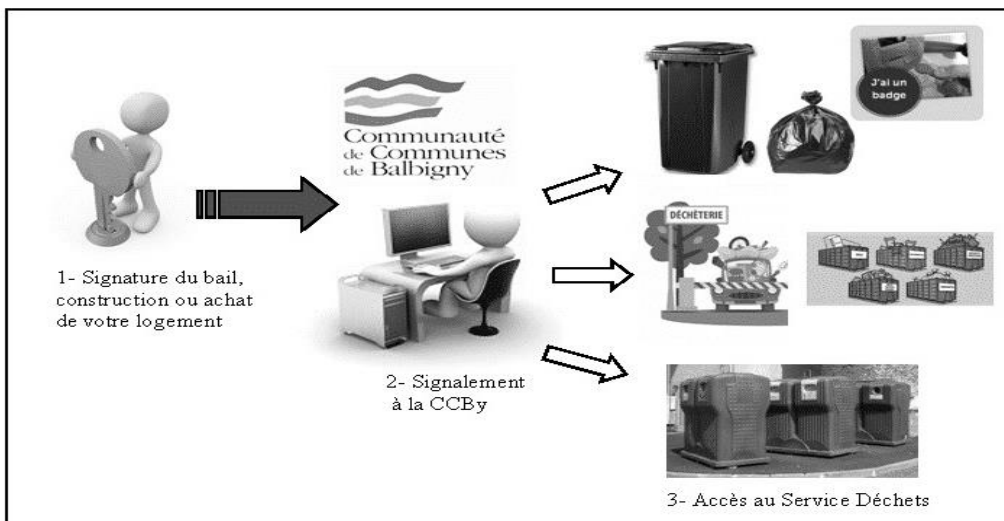 1- Signature du bail,
construction ou achat
de votre logement
Communauté
de Communes
de Balbigny
2- Signalement
à la CCBy
J'ai un
badge
DÉCHÈTERIE
3- Accès au Service Déchets